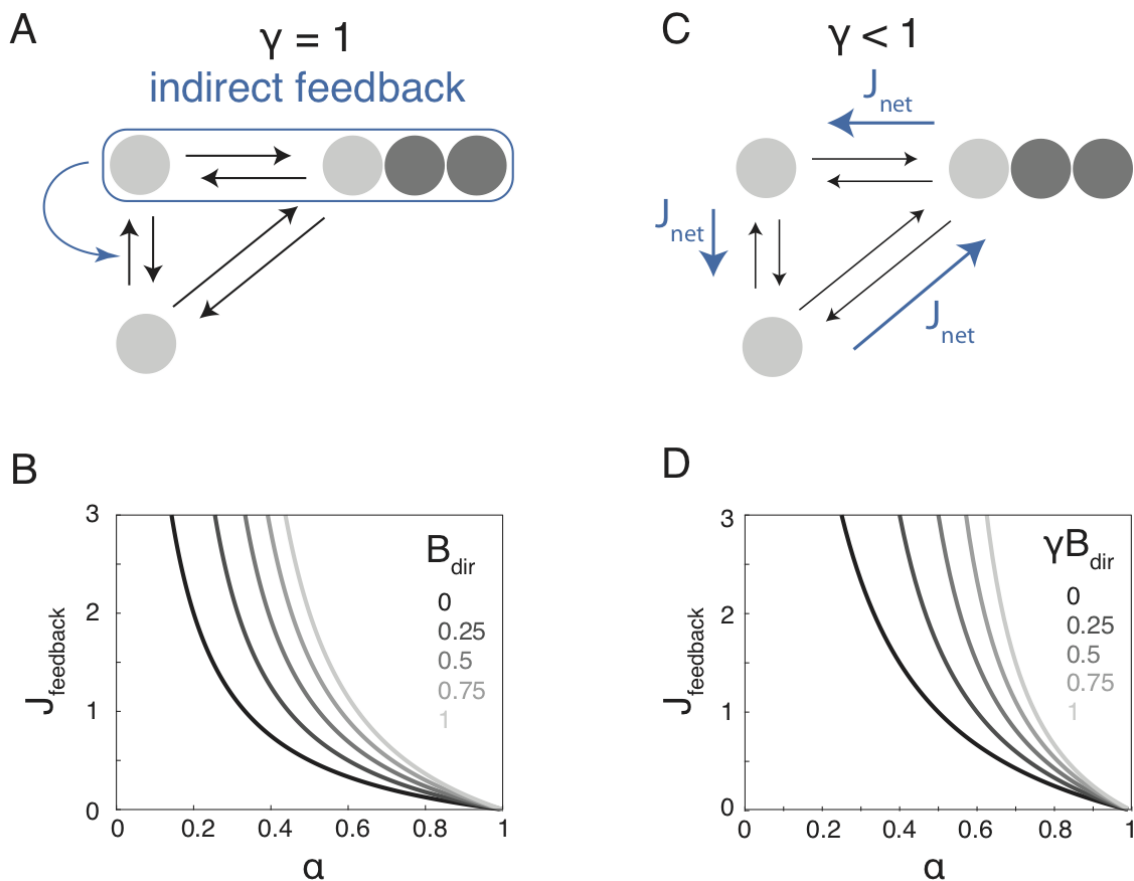 A
γ = 1
indirect feedback
C
γ < 1
J net
J net
J net
B
3
2
1
0
J feedback
B dir
0
0.25
0.5
0.75
1
0 0.2 0.4 0.6 0.8 1
α
D
3
2
1
0
J feedback
γB dir
0
0.25
0.5
0.75
1
0 0.2 0.4 0.6 0.8 1
α